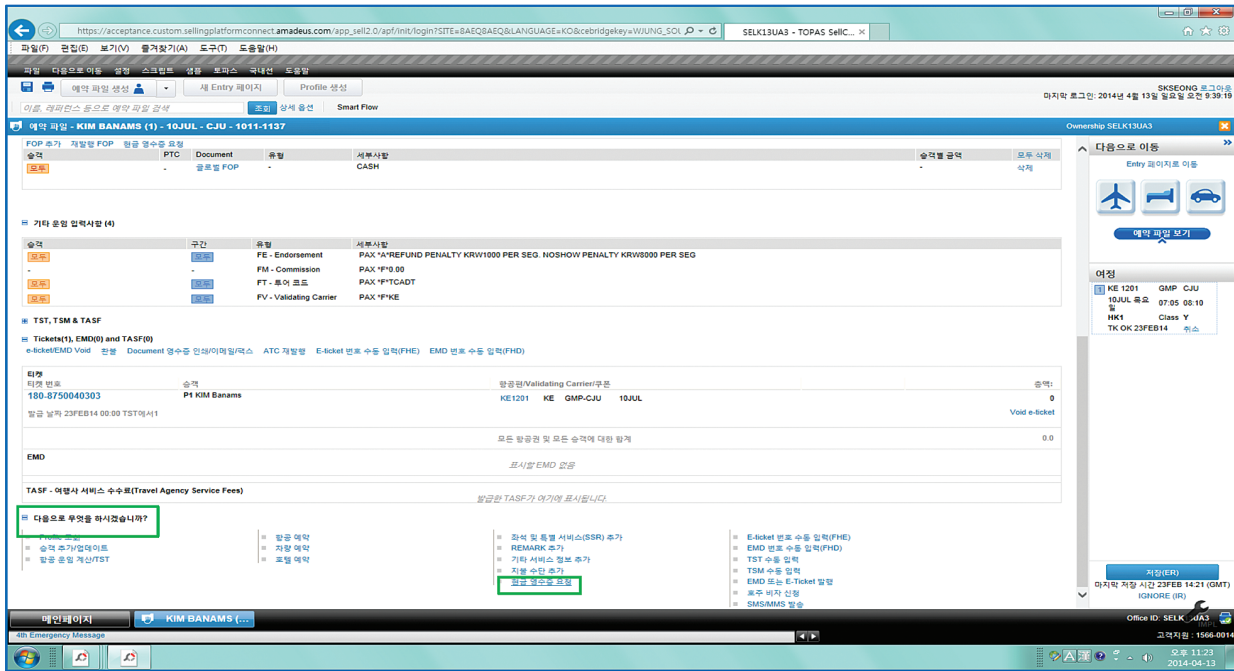 https://acceptance.custom.sellingplatformconnect.amadeus.com/app_sell2.0/apf/init/login?SITE=8AEQ8AEQ&LANGUAGE=KO&cebridgekey=WJUNG_SOL
SELK13UA3 - TOPAS SellC...
파일(F) 편집(E) 보기(V) 즐겨찾기(A) 도구(T) 도움말(H)
파일 다음으로 이동 설정 스크립트 샘플 토파스 국내선 도움말
예약 파일 생성 새 Entry 페이지 Profile 생성
SKSEONG 로그아웃
마지막 로그인: 2014년 4월 13일 일요일 오전 9:39:19
이름, 레퍼런스 등으로 예약 파일 검색 조회 상세 옵션 Smart Flow
예약 파일 - KIM BANAMS (1) - 10JUL - CJU - 1011-1137 Ownership SELK13UA3
FOP 추가 재발행 FOP 현금 영수증 요청
승객 PTC Document 유형 세부사항 승객별 금액 모두 삭제
모두 - 글로벌 FOP - CASH - 삭제
기타 운임 입력사항 (4)
승객 구간 유형 세부사항
모두 모두 FE - Endorsement PAX *A*REFUND PENALTY KRW1000 PER SEG. NOSHOW PENALTY KRW8000 PER SEG
- - FM - Commission PAX *F*0.00
모두 모두 FT - 투어 코드 PAX *F*TCADT
모두 모두 FV - Validating Carrier PAX *F*KE
TST, TSM & TASF
Tickets(1), EMD(0) and TASF(0)
e-ticket/EMD Void 환불 Document 영수증 인쇄/이메일/팩스 ATC 재발행 E-ticket 번호 수동 입력(FHE) EMD 번호 수동 입력(FHD)
티켓
티켓 번호 승객 항공편/Validating Carrier/쿠폰 총액:
180-8750040303 P1 KIM Banams KE1201 KE GMP-CJU 10JUL 0
발급 날짜 23FEB14 00:00 TST에서1 Void e-ticket
모든 항공권 및 모든 승객에 대한 합계 0.0
EMD
표시할 EMD 없음
TASF - 여행사 서비스 수수료(Travel Agency Service Fees)
발급한 TASF가 여기에 표시됩니다.
다음으로 무엇을 하시겠습니까?
승객 추가/업데이트
항공 운임 계산/TST
항공 예약
차량 예약
호텔 예약
좌석 및 특별 서비스(SSR) 추가
REMARK 추가
기타 서비스 정보 추가
지불 수단 추가
현금 영수증 요청
E-ticket 번호 수동 입력(FHE)
EMD 번호 수동 입력(FHD)
TST 수동 입력
TSM 수동 입력
EMD 또는 E-Ticket 발행
호주 비자 신청
SMS/MMS 발송
다음으로 이동
Entry 페이지로 이동
예약 파일 보기
여정
1 KE 1201 GMP CJU
10JUL 목요일 07:05 08:10
HK1 Class Y
TK OK 23FEB14 취소
저장(ER)
마지막 저장 시간 23FEB 14:21 (GMT)
IGNORE (IR)
메인페이지 KIM BANAMS (...
Office ID: SELK
UA3
IMPL
4th Emergency Message 고객지원 : 1566-0014
A 漢
오후 11:23
2014-04-13